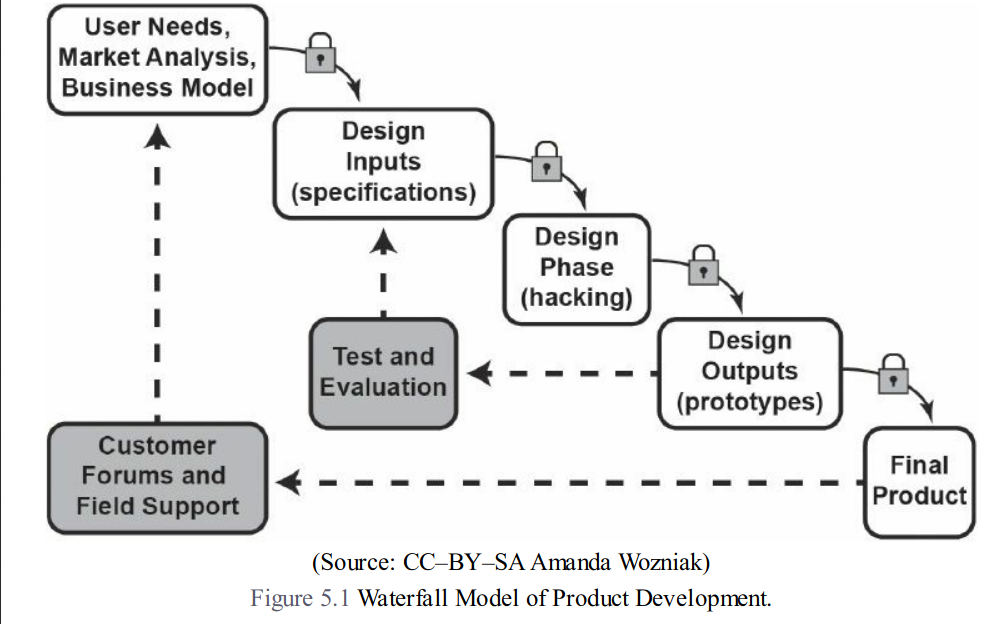 User Needs,
Market Analysis,
Business Model
Design
Inputs
(specifications)
Design
Phase
(hacking)
Design
Outputs
(prototypes)
Test and
Evaluation
Customer
Forums and
Field Support
Final
Product
(Source: CC–BY–SA Amanda Wozniak)
Figure 5.1 Waterfall Model of Product Development.